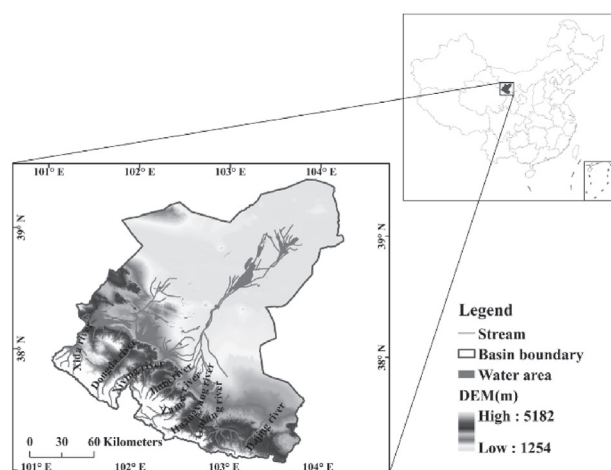 101° E 102° E 103° E 104° E
39° N
39° N
38° N
38° N
Xida river
Dongda river
Xiying river
Jinta river
Zamu river
Huangyang river
Gulang river
Dajing river
0 30 60 Kilometers
101° E 102° E 103° E 104° E
Legend
Stream
Basin boundary
Water area
DEM(m)
High : 5182
Low : 1254